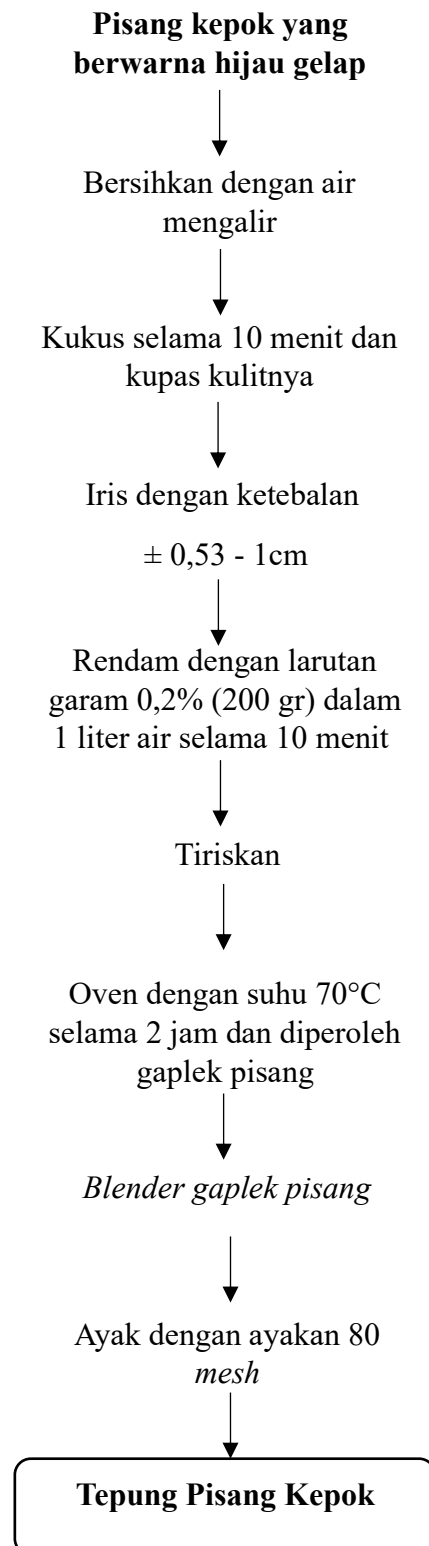 Pisang kepok yang
berwarna hijau gelap
Bersihkan dengan air
mengalir
Kukus selama 10 menit dan
kupas kulitnya
Iris dengan ketebalan
± 0,53 - 1cm
Rendam dengan larutan
garam 0,2% (200 gr) dalam
1 liter air selama 10 menit
Tiriskan
Oven dengan suhu 70°C
selama 2 jam dan diperoleh
gaplek pisang
Blender gaplek pisang
Ayak dengan ayakan 80
mesh
Tepung Pisang Kepok